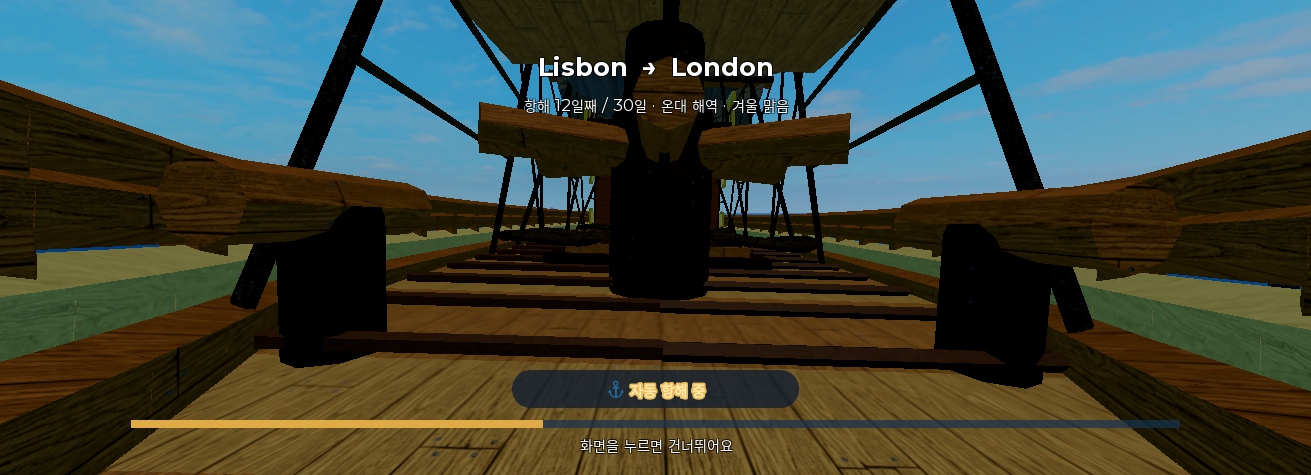 Lisbon → London
항해 12일째 / 30일 · 온대 해역 · 겨울 맑음
⚓ 자동 항해 중
화면을 누르면 건너뛰어요